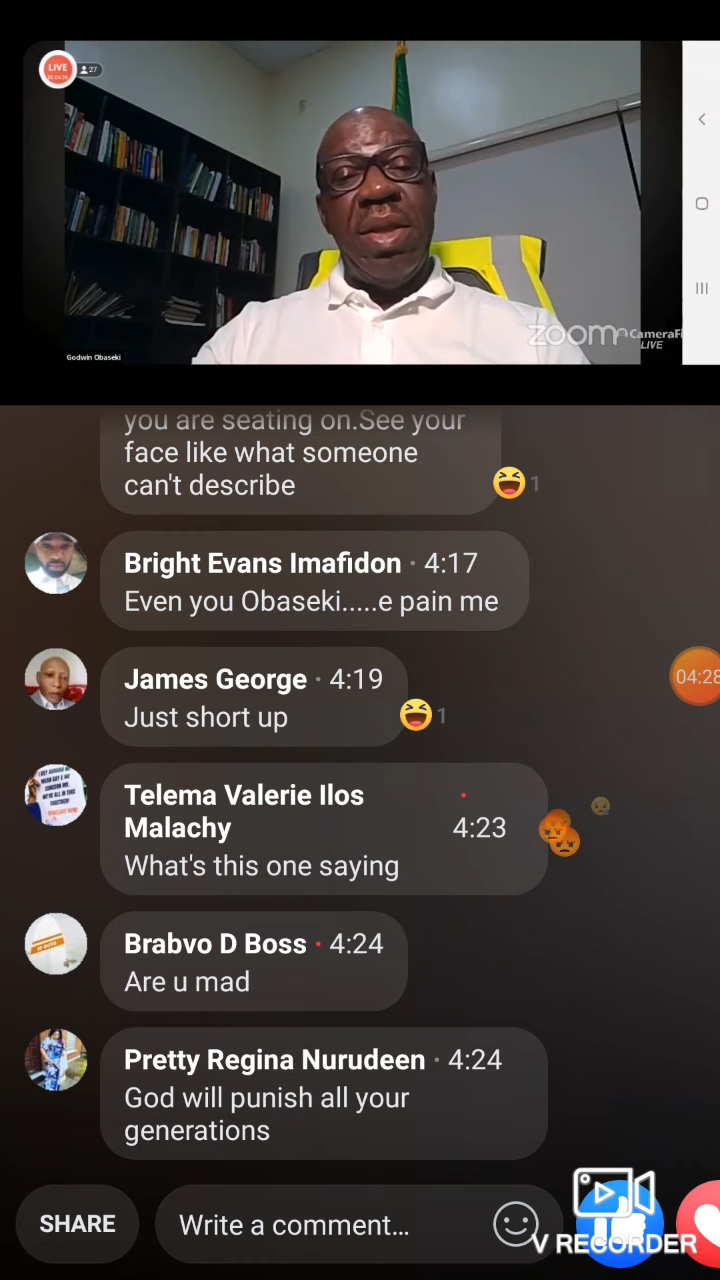 LIVE
27
Godwin Obaseki
zoom
CameraFi
LIVE
you are seating on.See your
face like what someone
can't describe
1
Bright Evans Imafidon · 4:17
Even you Obaseki.....e pain me
James George · 4:19
Just short up
1
04:28
Telema Valerie Ilos ·
Malachy 4:23
What's this one saying
Brabvo D Boss · 4:24
Are u mad
Pretty Regina Nurudeen · 4:24
God will punish all your
generations
SHARE
Write a comment...
V RECORDER